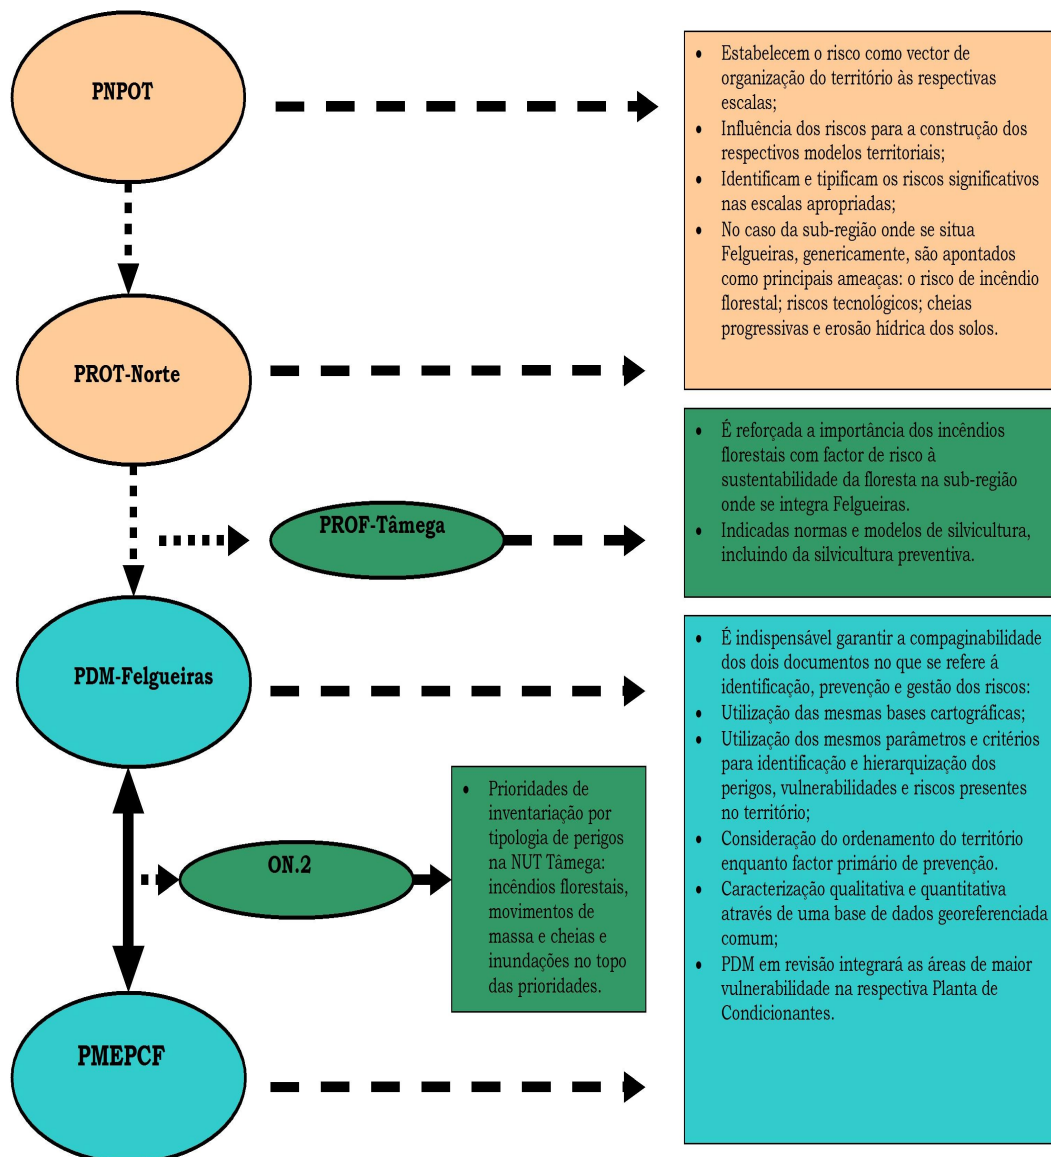 PNPOT
• Estabelecem o risco como vector de
organização do território às respectivas
escalas;
• Influência dos riscos para a construção dos
respectivos modelos territoriais;
• Identificam e tipificam os riscos significativos
nas escalas apropriadas;
• No caso da sub-região onde se situa
Felgueiras, genericamente, são apontados
como principais ameaças: o risco de incêndio
florestal; riscos tecnológicos; cheias
progressivas e erosão hídrica dos solos.
PROT-Norte
• É reforçada a importância dos incêndios
florestais com factor de risco à
sustentabilidade da floresta na sub-região
onde se integra Felgueiras.
• Indicadas normas e modelos de silvicultura,
incluindo da silvicultura preventiva.
PROF-Tâmega
PDM-Felgueiras
• É indispensável garantir a compaginabilidade
dos dois documentos no que se refere á
identificação, prevenção e gestão dos riscos:
• Utilização das mesmas bases cartográficas;
• Utilização dos mesmos parâmetros e critérios
para identificação e hierarquização dos
perigos, vulnerabilidades e riscos presentes
no território;
• Consideração do ordenamento do território
enquanto factor primário de prevenção.
• Caracterização qualitativa e quantitativa
através de uma base de dados georeferenciada
comum;
• PDM em revisão integrará as áreas de maior
vulnerabilidade na respectiva Planta de
Condicionantes.
ON.2
• Prioridades de
inventariação por
tipologia de perigos
na NUT Tâmega:
incêndios florestais,
movimentos de
massa e cheias e
inundações no topo
das prioridades.
PMEPCF